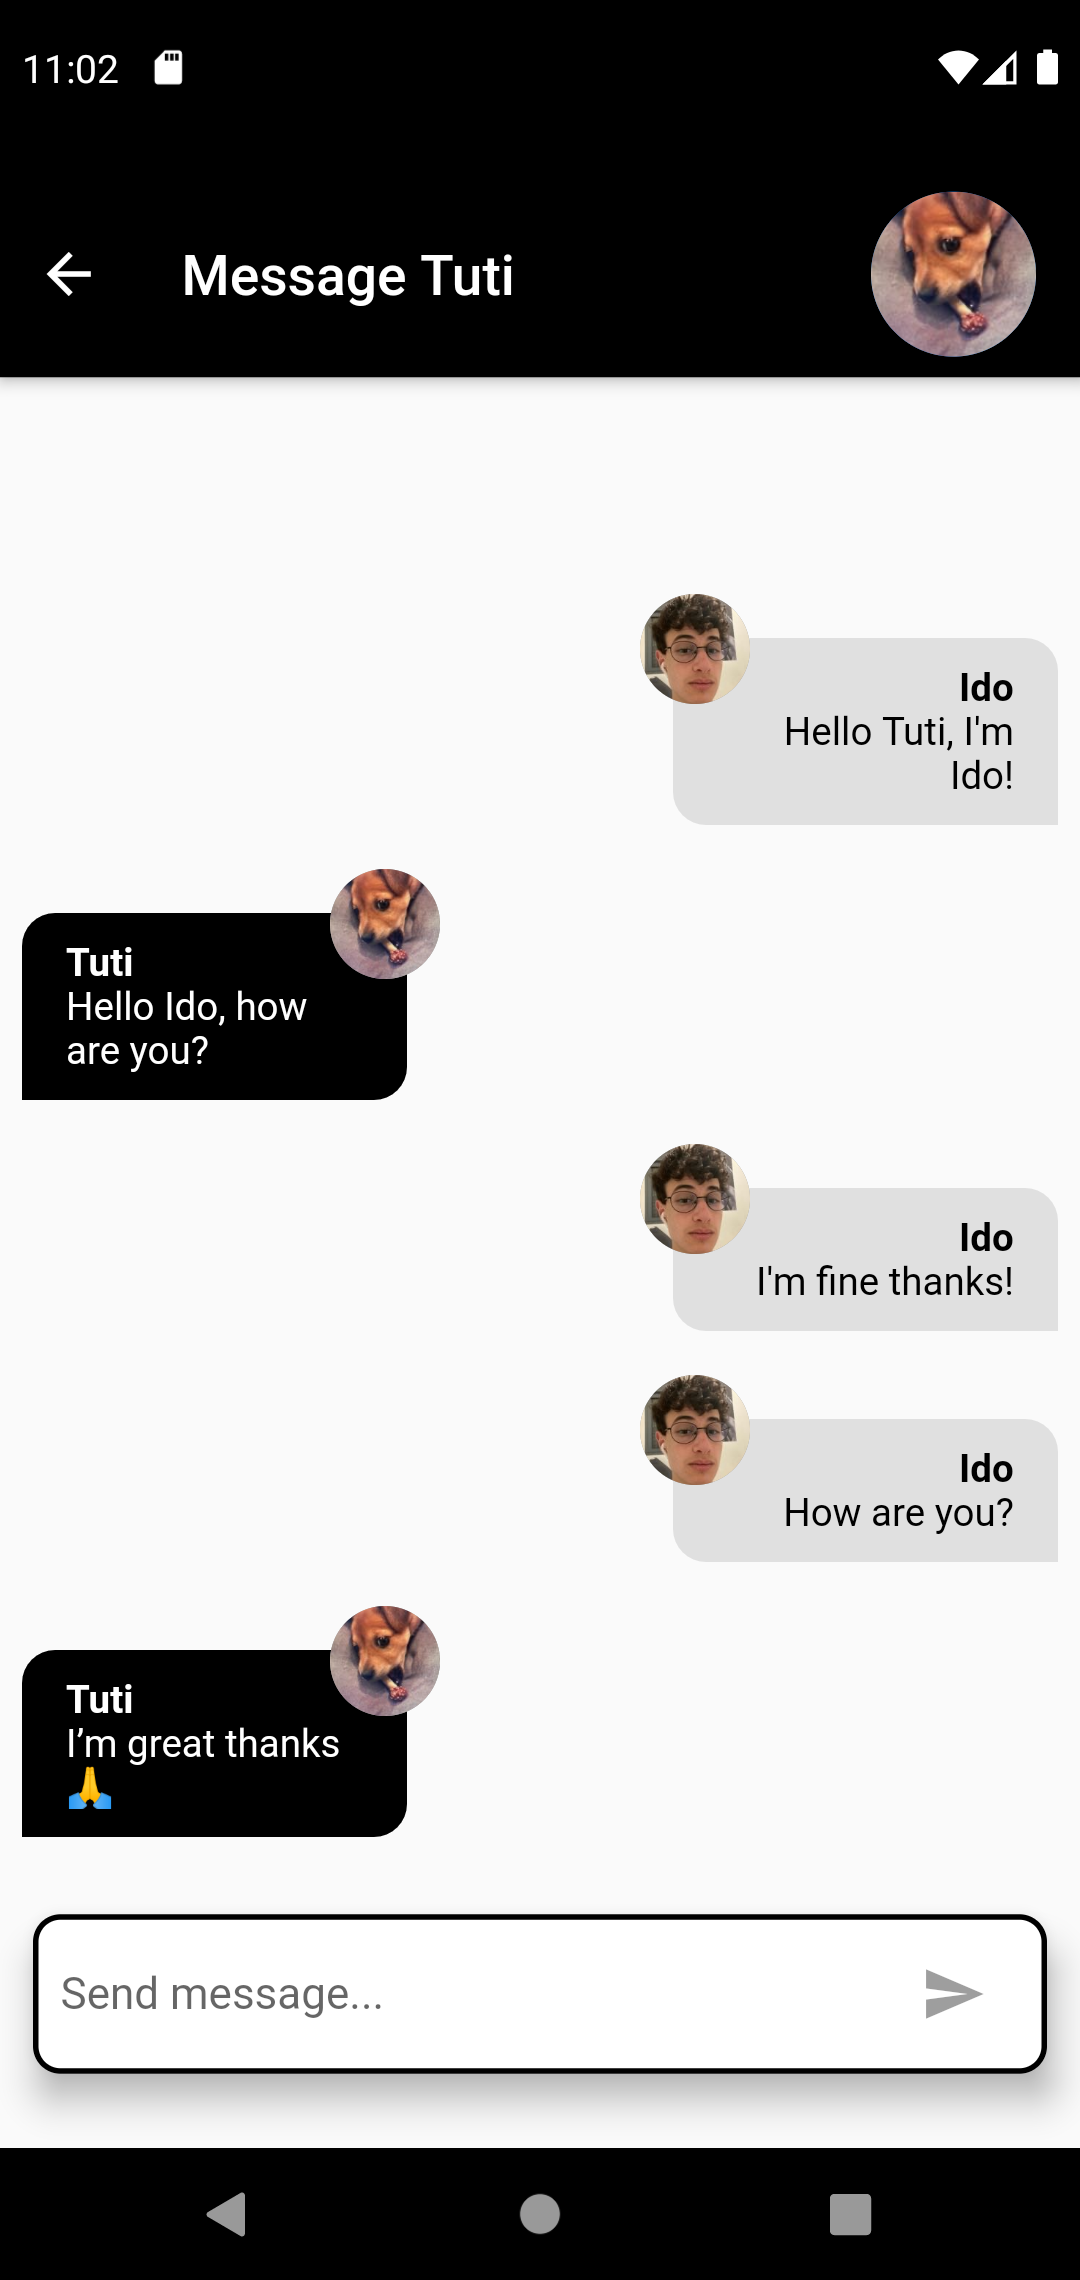 11:02
Message Tuti
Ido
Hello Tuti, I'm
Ido!
Tuti
Hello Ido, how
are you?
Ido
I'm fine thanks!
Ido
How are you?
Tuti
I’m great thanks
🙏
Send message...